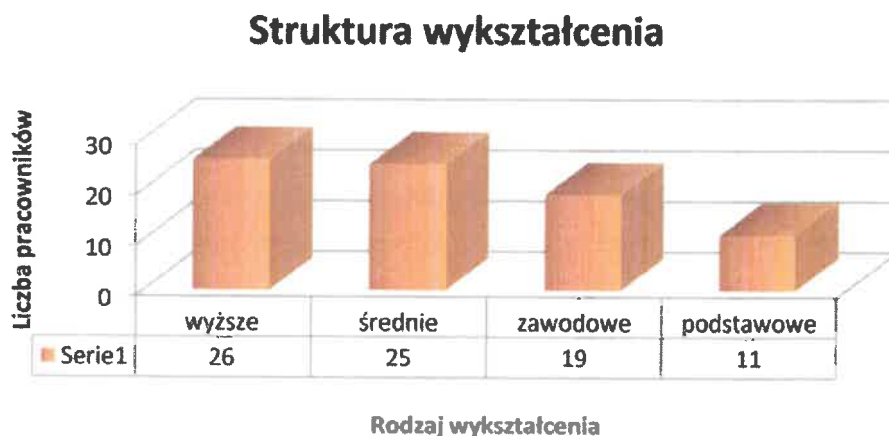 Struktura wykształcenia
Liczba pracowników
30
20
10
0
wyższe średnie zawodowe podstawowe
Serie1 26 25 19 11
Rodzaj wykształcenia